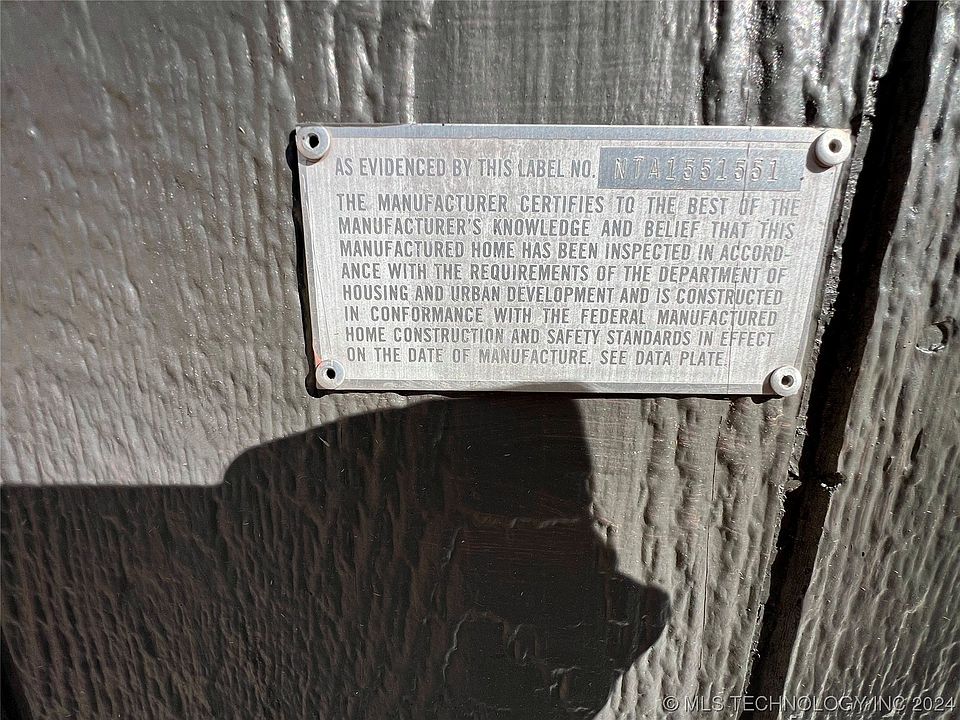 AS EVIDENCED BY THIS LABEL NO. NTA1551551
THE MANUFACTURER CERTIFIES TO THE BEST OF THE
MANUFACTURER'S KNOWLEDGE AND BELIEF THAT THIS
MANUFACTURED HOME HAS BEEN INSPECTED IN ACCORD-
ANCE WITH THE REQUIREMENTS OF THE DEPARTMENT OF
HOUSING AND URBAN DEVELOPMENT AND IS CONSTRUCTED
IN CONFORMANCE WITH THE FEDERAL MANUFACTURED
HOME CONSTRUCTION AND SAFETY STANDARDS IN EFFECT
ON THE DATE OF MANUFACTURE. SEE DATA PLATE.
© MLS TECHNOLOGY INC 2024